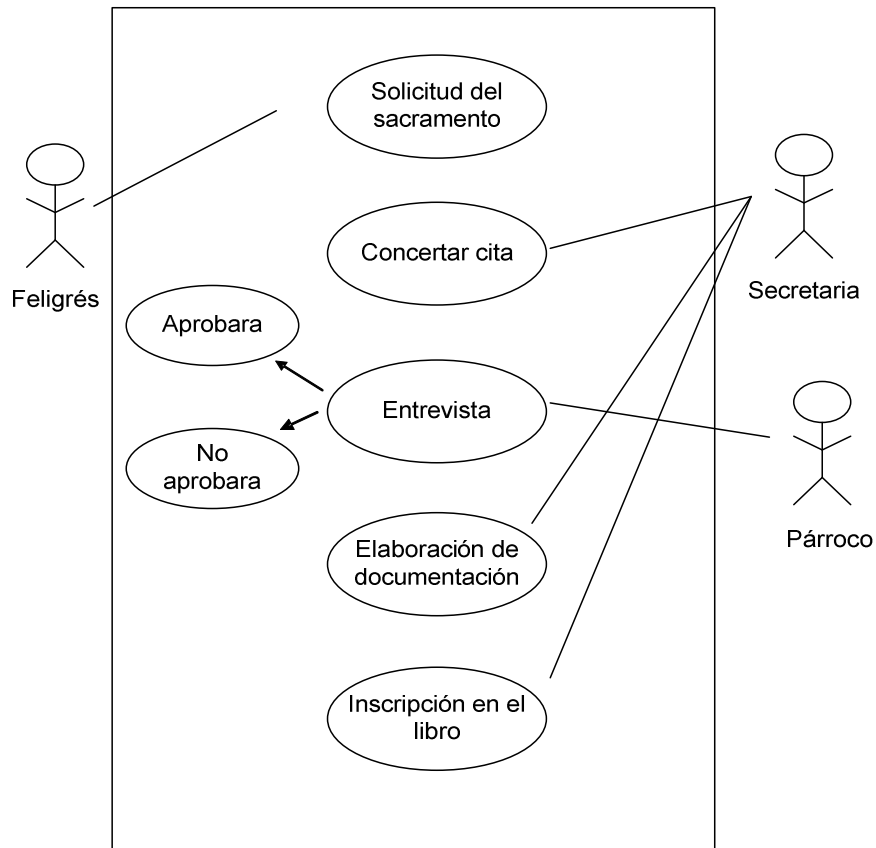 Solicitud del
sacramento
Concertar cita
Secretaria
Feligrés
Aprobara
Entrevista
No
aprobara
Párroco
Elaboración de
documentación
Inscripción en el
libro